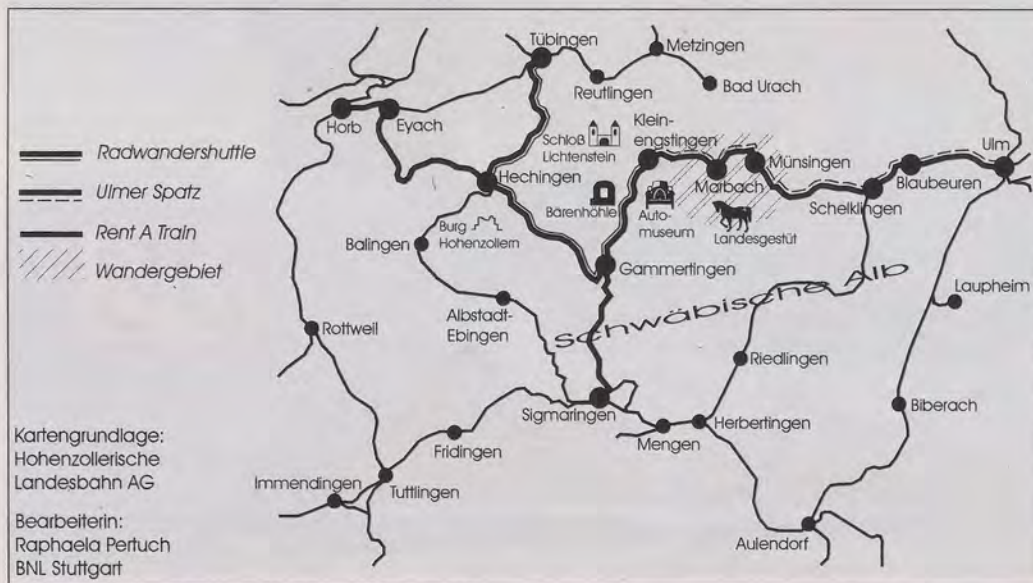 Radwandershuttle
Ulmer Spatz
Rent A Train
Wandergebiet
Kartengrundlage:
Hohenzollerische
Landesbahn AG
Bearbeiterin:
Raphaela Pertuch
BNL Stuttgart
Tübingen
Metzingen
Reutlingen
Bad Urach
Horb
Eyach
Schloß
Lichtenstein
Klein-
engstingen
Hechingen
Marbach
Münsingen
Ulm
Blaubeuren
Schelklingen
Bärenhöhle
Auto-
museum
Landesgestüt
Burg
Hohenzollern
Balingen
Gammertingen
Schwäbische Alb
Laupheim
Albstadt-
Ebingen
Rottweil
Riedlingen
Sigmaringen
Herbertingen
Biberach
Mengen
Fridingen
Immendingen
Tuttlingen
Aulendorf